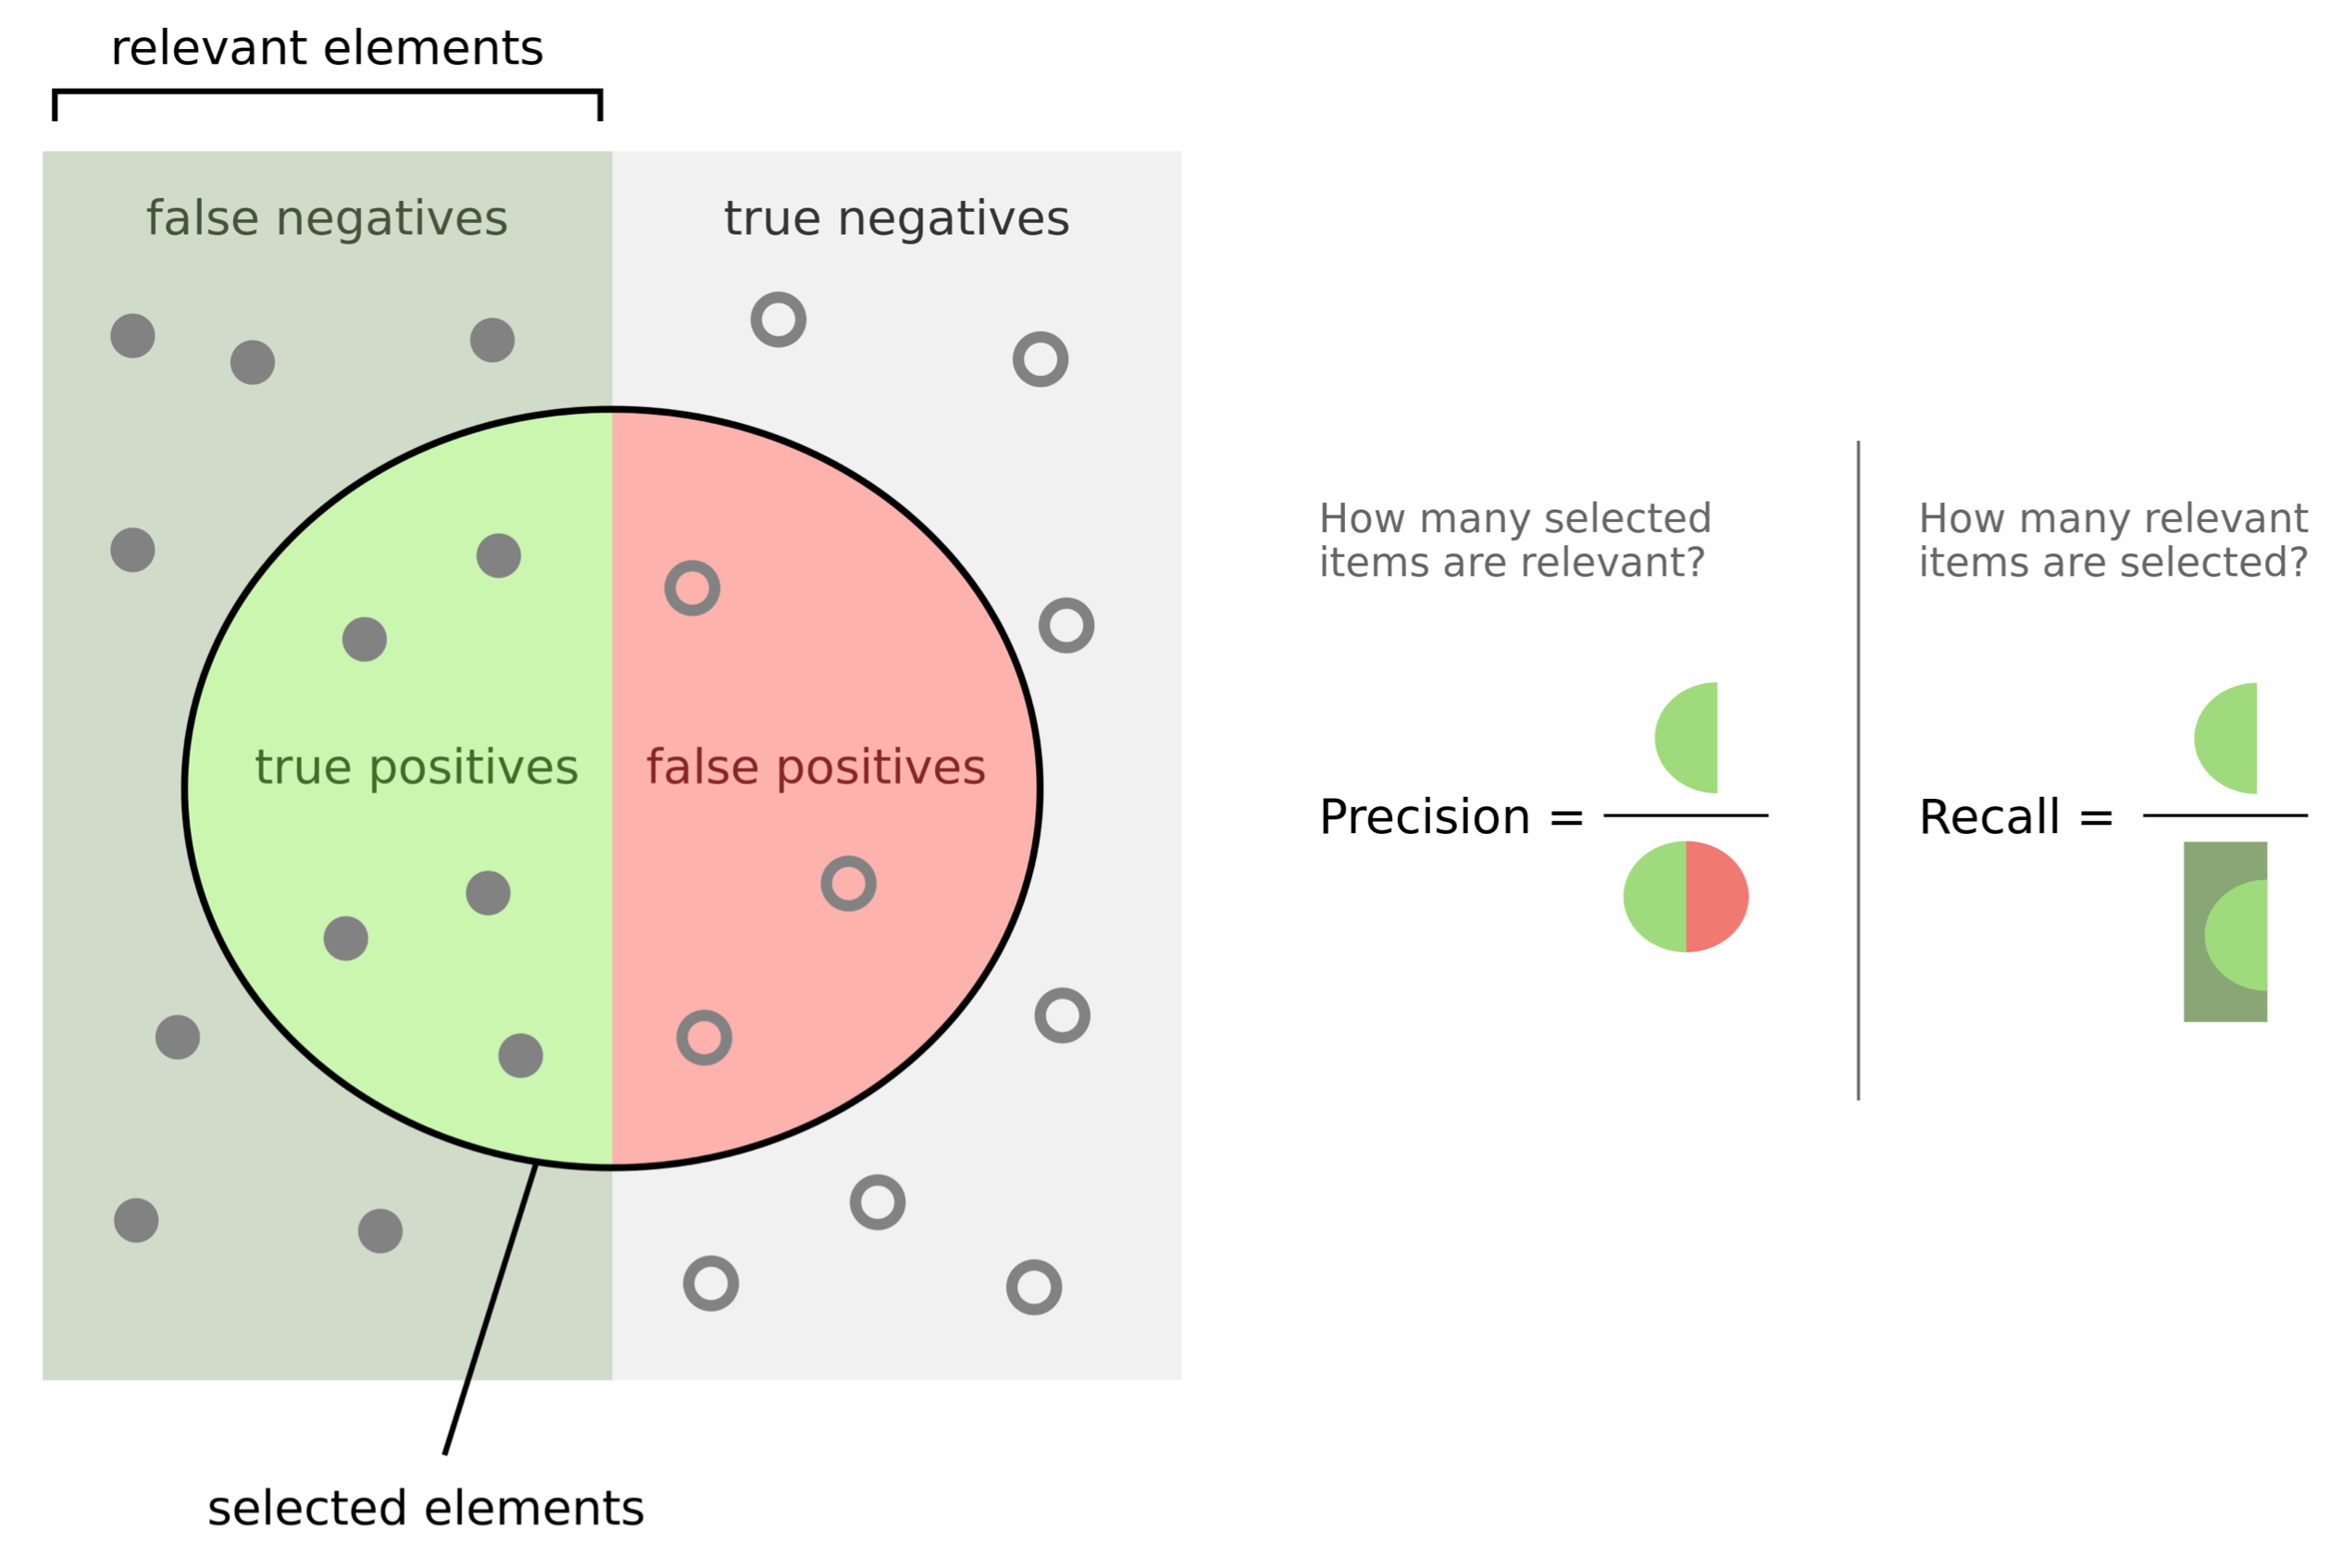 relevant elements
false negatives
true negatives
true positives
false positives
selected elements
How many selected
items are relevant?
Precision =
How many relevant
items are selected?
Recall =